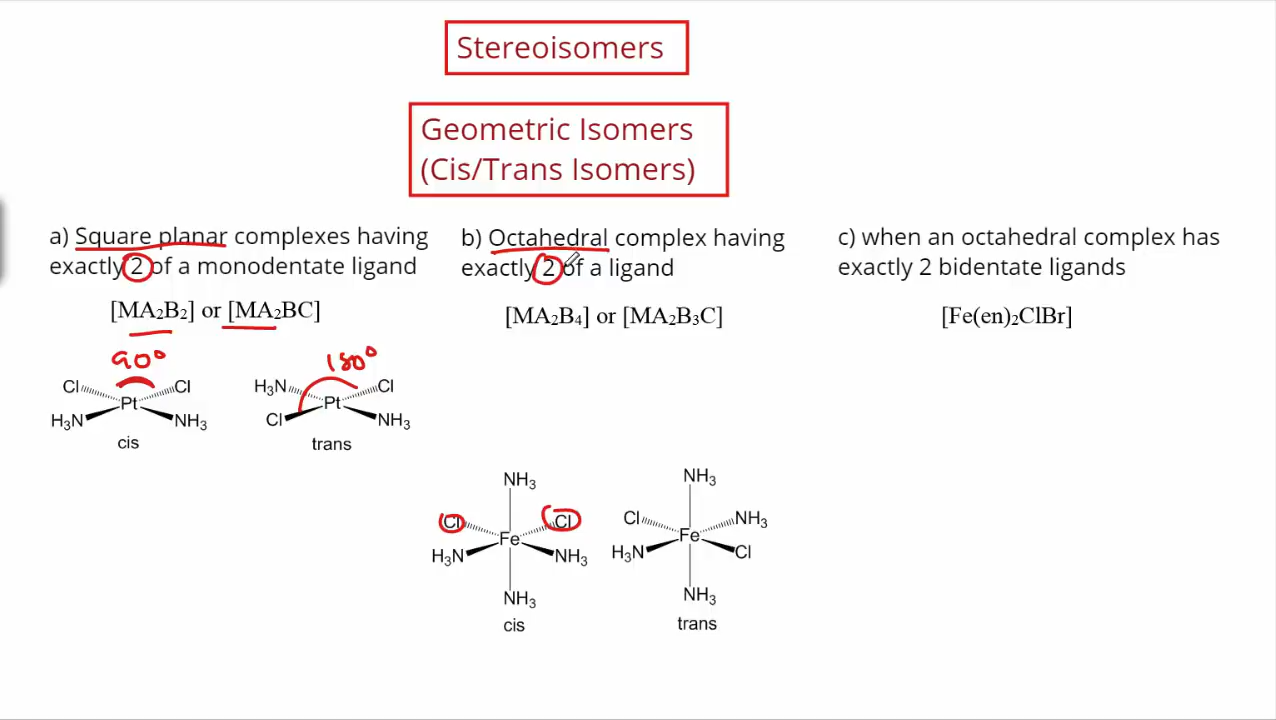 Stereoisomers
Geometric Isomers
(Cis/Trans Isomers)
a) Square planar complexes having
exactly 2 of a monodentate ligand
[MA₂B₂] or [MA₂BC]
90°
180°
Cl Cl
Pt
H₃N NH₃
cis
H₃N Cl
Pt
Cl NH₃
trans
b) Octahedral complex having
exactly 2 of a ligand
[MA₂B₄] or [MA₂B₃C]
NH₃
Cl Cl
Fe
H₃N NH₃
NH₃
cis
NH₃
Cl NH₃
Fe
H₃N Cl
NH₃
trans
c) when an octahedral complex has
exactly 2 bidentate ligands
[Fe(en)₂ClBr]